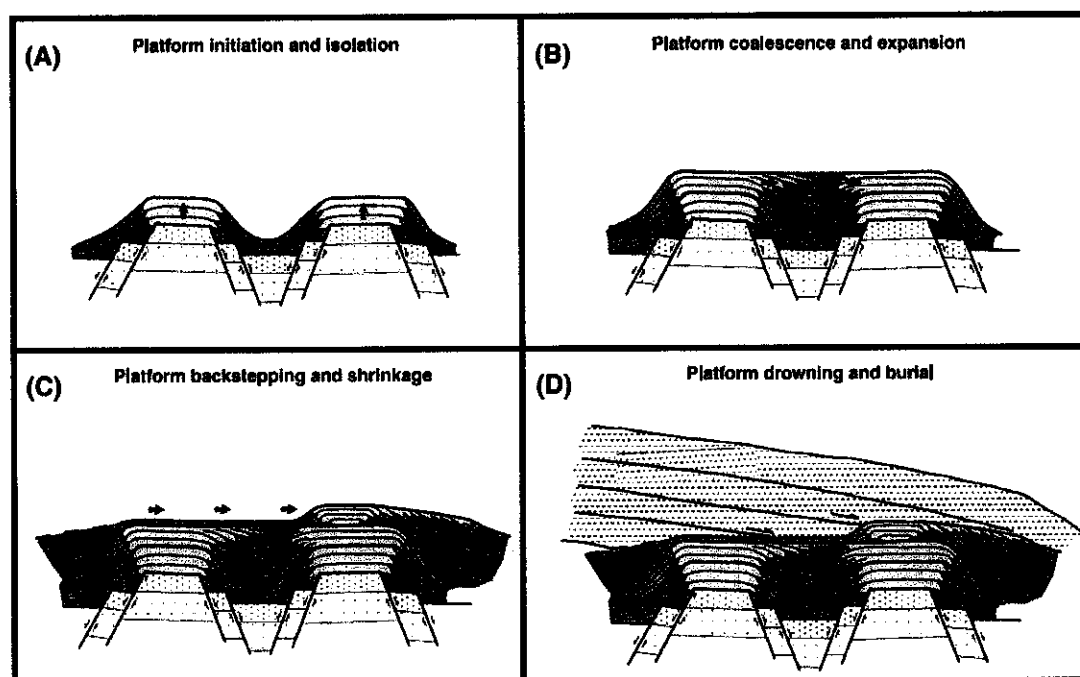 (A)
Platform initiation and isolation
(B)
Platform coalescence and expansion
(C)
Platform backstepping and shrinkage
(D)
Platform drowning and burial